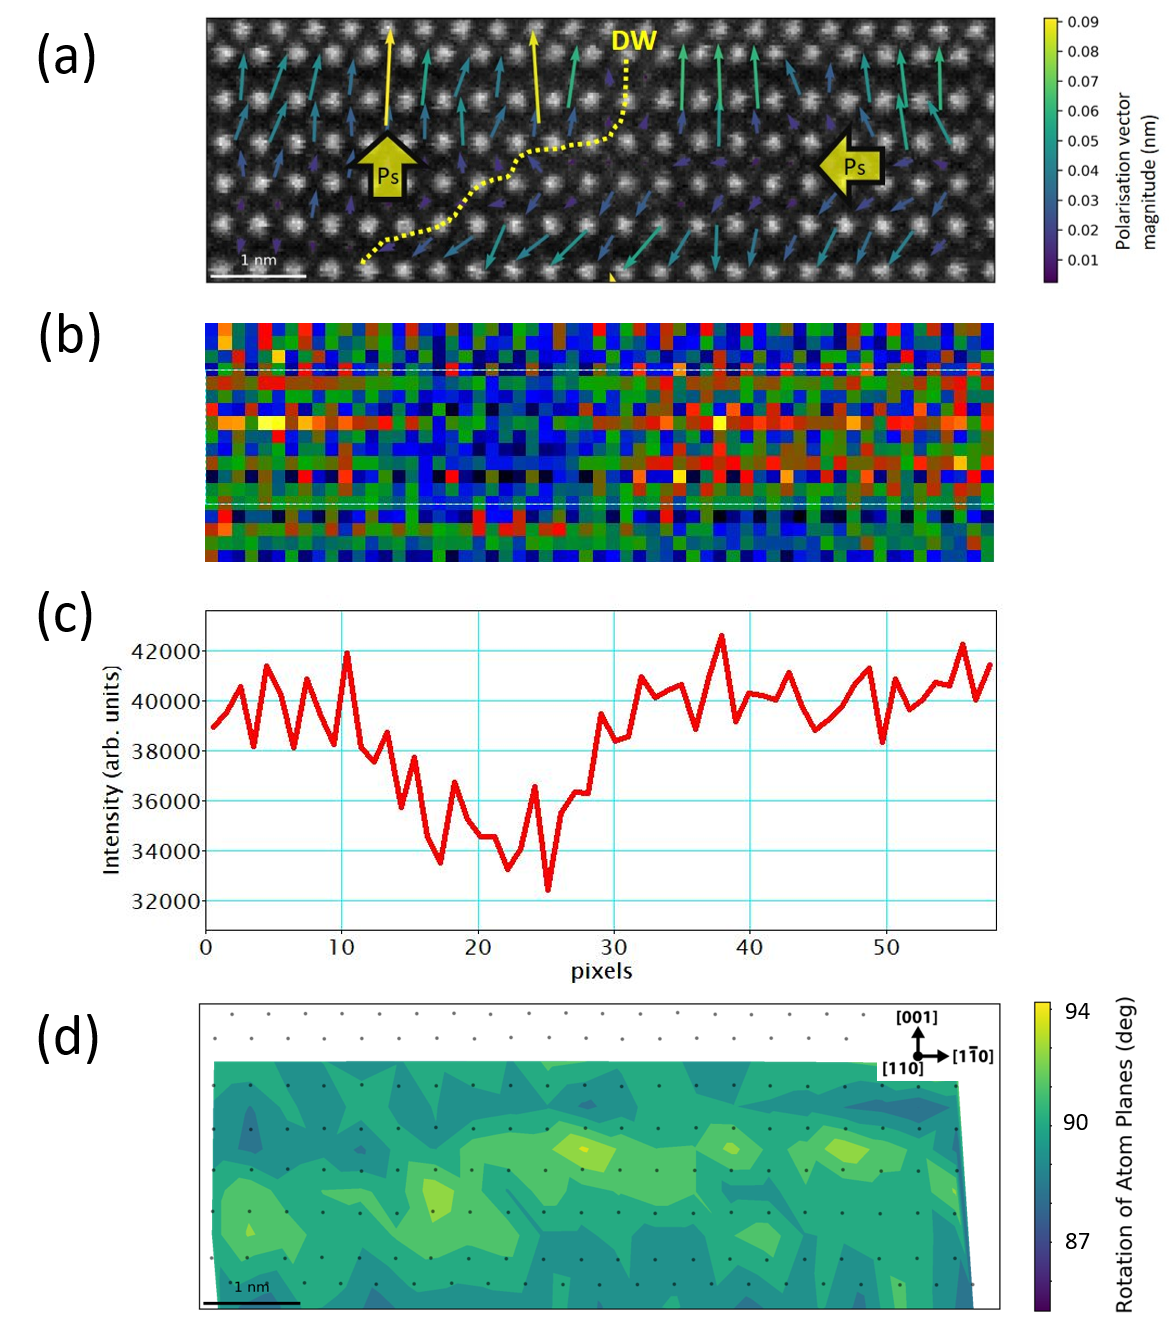 (a)
DW
Ps
Ps
1 nm
0.09
0.08
0.07
0.06
0.05
0.04
0.03
0.02
0.01
Polarisation vector
magnitude (nm)
(b)
(c)
42000
40000
38000
36000
34000
32000
Intensity (arb. units)
0 10 20 30 40 50
pixels
(d)
[001]
[11̅0]
[110]
1 nm
94
90
87
Rotation of Atom Planes (deg)